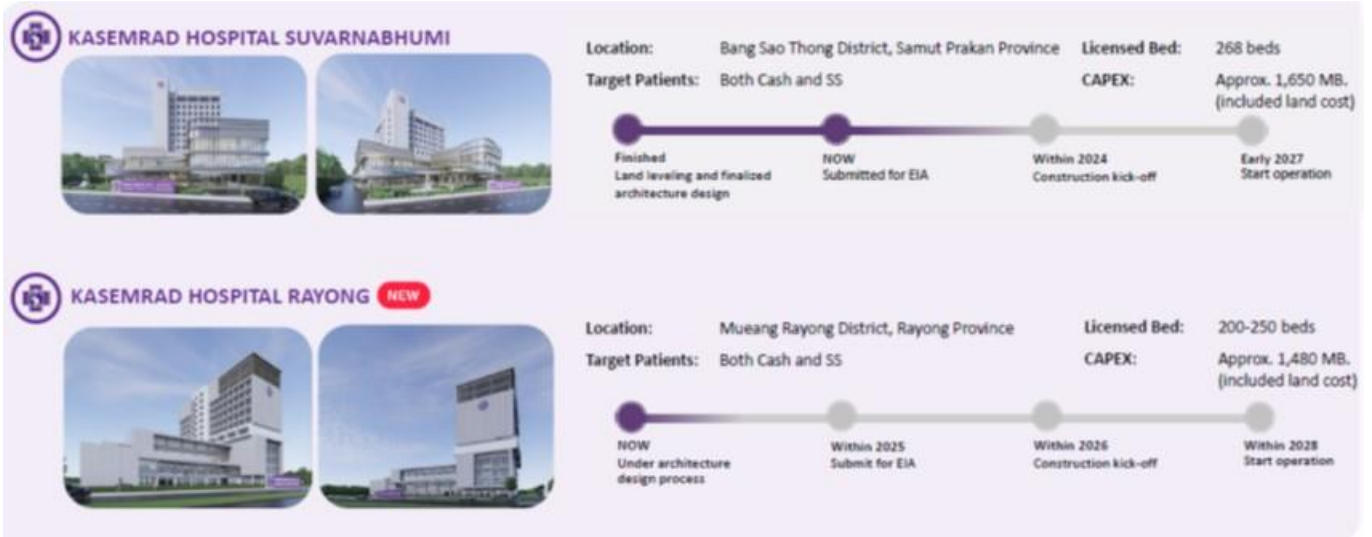 KASEMRAD HOSPITAL SUVARNABHUMI
Location: Bang Sao Thong District, Samut Prakan Province Licensed Bed: 268 beds
Target Patients: Both Cash and SS CAPEX: Approx. 1,650 MB.
(included land cost)
Finished NOW Within 2024 Early 2027
Land leveling and finalized Submitted for EIA Construction kick-off Start operation
architecture design
KASEMRAD HOSPITAL RAYONG NEW
Location: Mueang Rayong District, Rayong Province Licensed Bed: 200-250 beds
Target Patients: Both Cash and SS CAPEX: Approx. 1,480 MB.
(included land cost)
NOW Within 2025 Within 2026 Within 2028
Under architecture Submit for EIA Construction kick-off Start operation
design process